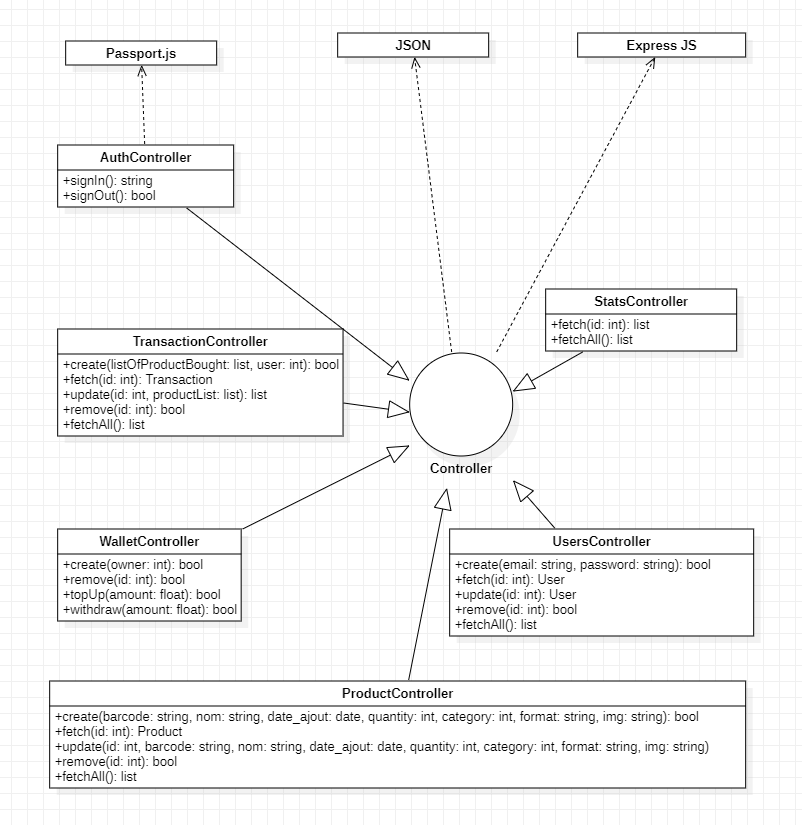 Passport.js
JSON
Express JS
AuthController
+signIn(): string
+signOut(): bool
StatsController
+fetch(id: int): list
+fetchAll(): list
TransactionController
+create(listOfProductBought: list, user: int): bool
+fetch(id: int): Transaction
+update(id: int, productList: list): list
+remove(id: int): bool
+fetchAll(): list
Controller
WalletController
+create(owner: int): bool
+remove(id: int): bool
+topUp(amount: float): bool
+withdraw(amount: float): bool
UsersController
+create(email: string, password: string): bool
+fetch(id: int): User
+update(id: int): User
+remove(id: int): bool
+fetchAll(): list
ProductController
+create(barcode: string, nom: string, date_ajout: date, quantity: int, category: int, format: string, img: string): bool
+fetch(id: int): Product
+update(id: int, barcode: string, nom: string, date_ajout: date, quantity: int, category: int, format: string, img: string)
+remove(id: int): bool
+fetchAll(): list